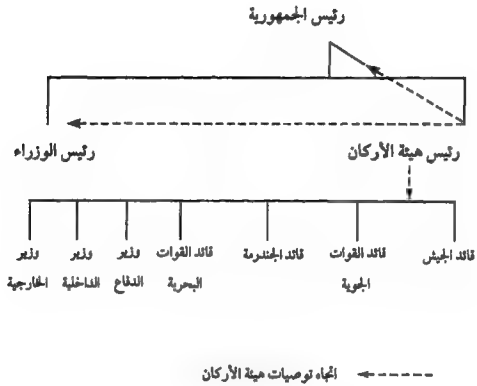 رئيس الجمهورية
رئيس هيئة الأركان
رئيس الوزراء
قائد الجيش
قائد القوات
الجوية
قائد الجندرمة
قائد القوات
البحرية
وزير
الدفاع
وزير
الداخلية
وزير
الخارجية
اتجاه توصيات هيئة الأركان